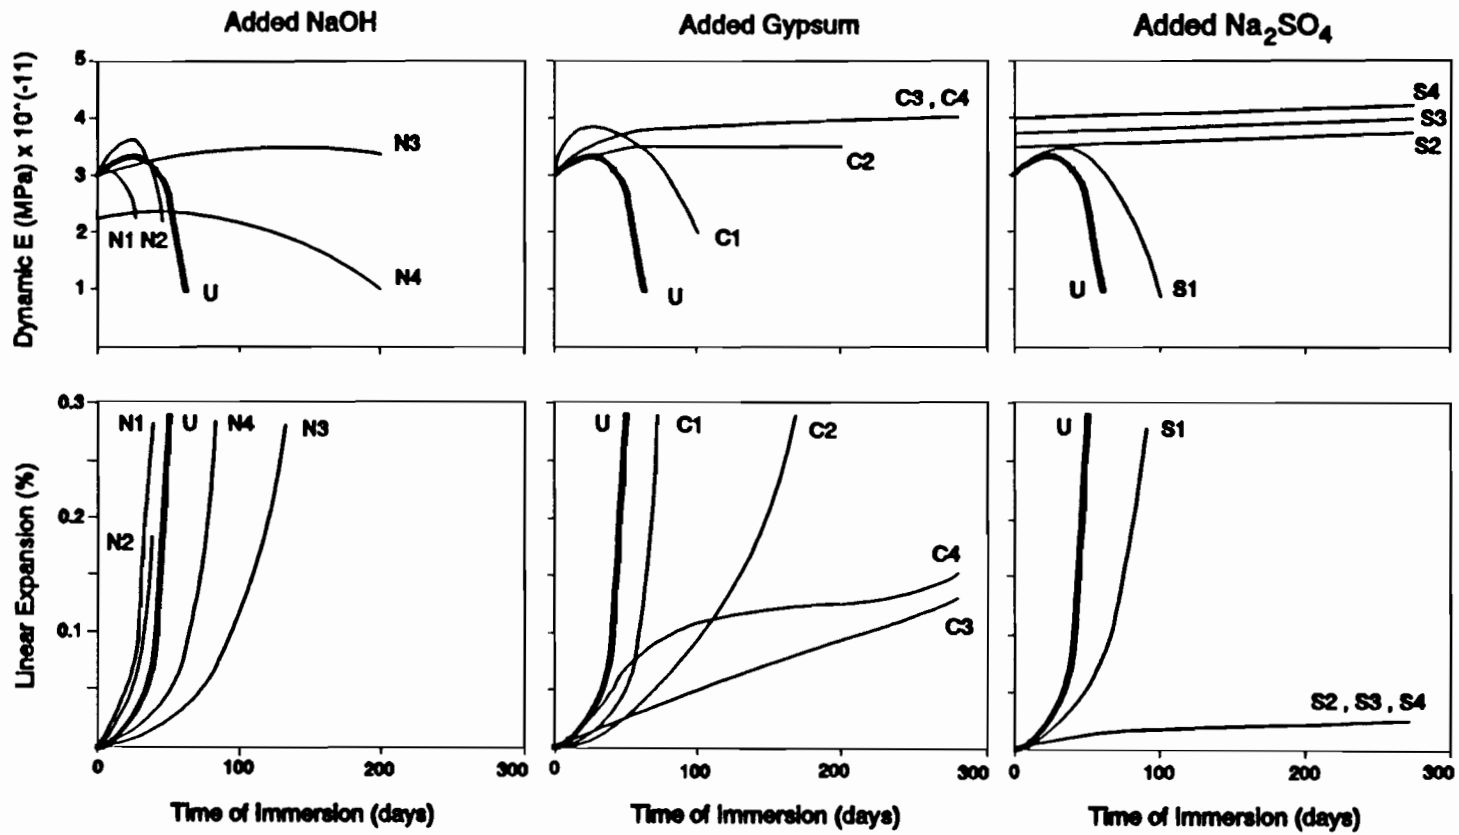 Added NaOH
Added Gypsum
Added Na2SO4
Dynamic E (MPa) x 10^(-11)
5
4
3
2
1
N3
N1 N2
N4
U
C3 , C4
C2
C1
U
S4
S3
S2
U
S1
Linear Expansion (%)
0.3
0.2
0.1
N1
U
N4
N3
N2
U
C1
C2
C4
C3
U
S1
S2 , S3 , S4
0
100
200
300
0
100
200
300
0
100
200
300
Time of Immersion (days)
Time of Immersion (days)
Time of Immersion (days)